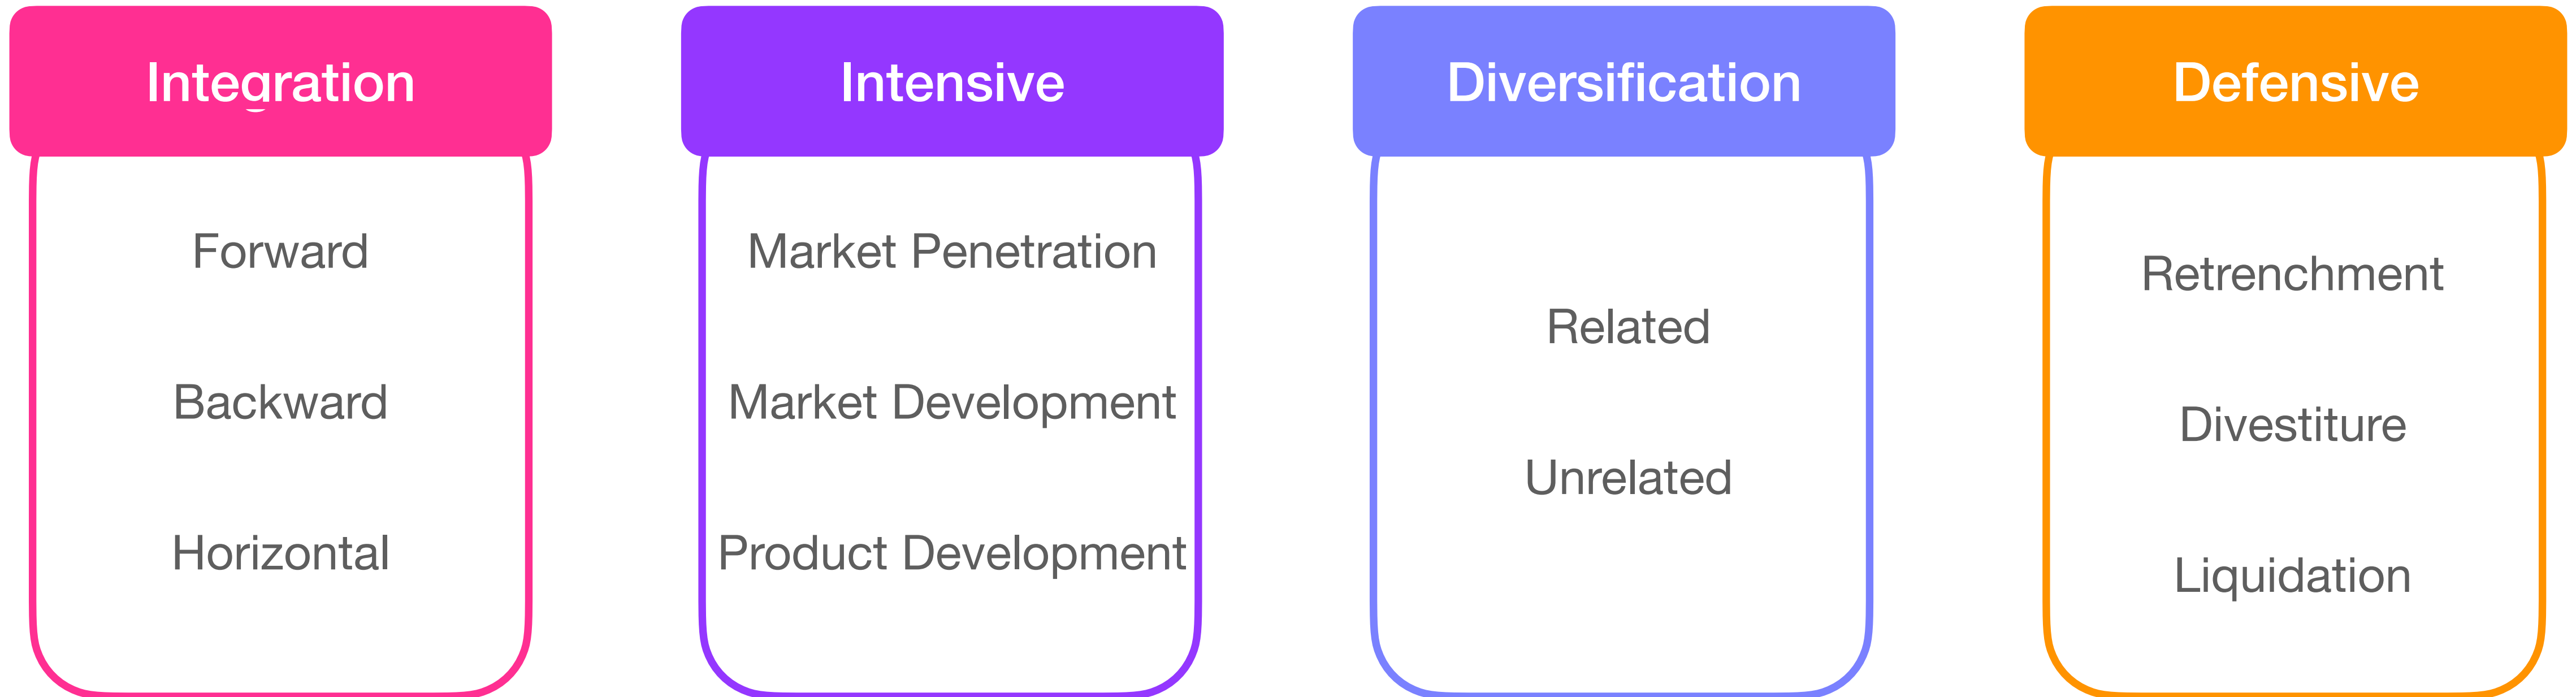 Integration
Forward
Backward
Horizontal
Intensive
Market Penetration
Market Development
Product Development
Diversification
Related
Unrelated
Defensive
Retrenchment
Divestiture
Liquidation